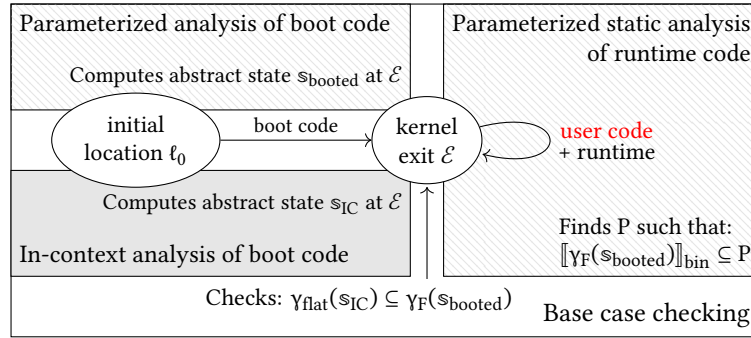 Parameterized analysis of boot code
Computes abstract state 𝕤booted at ℰ
Parameterized static analysis
of runtime code
initial
location ℓ0
boot code
kernel
exit ℰ
user code
+ runtime
Computes abstract state 𝕤IC at ℰ
In-context analysis of boot code
Finds P such that:
⟦γF(𝕤booted)⟧bin ⊆ P
Checks: γflat(𝕤IC) ⊆ γF(𝕤booted)
Base case checking